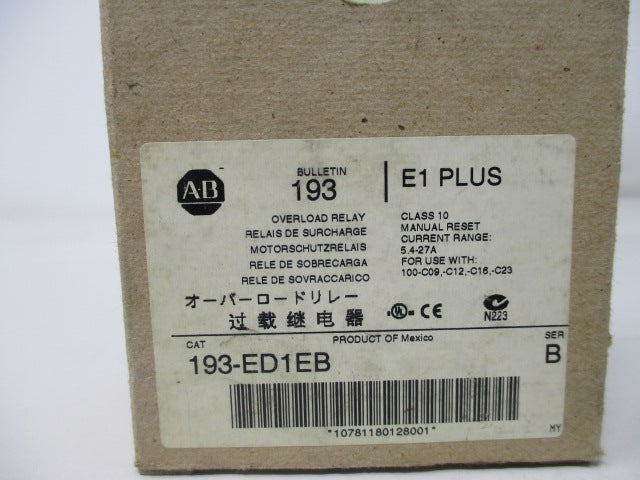 A-B
BULLETIN
193
E1 PLUS
OVERLOAD RELAY
RELAIS DE SURCHARGE
MOTORSCHUTZRELAIS
RELE DE SOBRECARGA
RELE DE SOVRACCARICO
オーバーロードリレー
过载继电器
CLASS 10
MANUAL RESET
CURRENT RANGE:
5.4-27A
FOR USE WITH:
100-C09,-C12,-C16,-C23
UL CE N223
PRODUCT OF Mexico
CAT
193-ED1EB
SER
B
*10781180128001*
MY